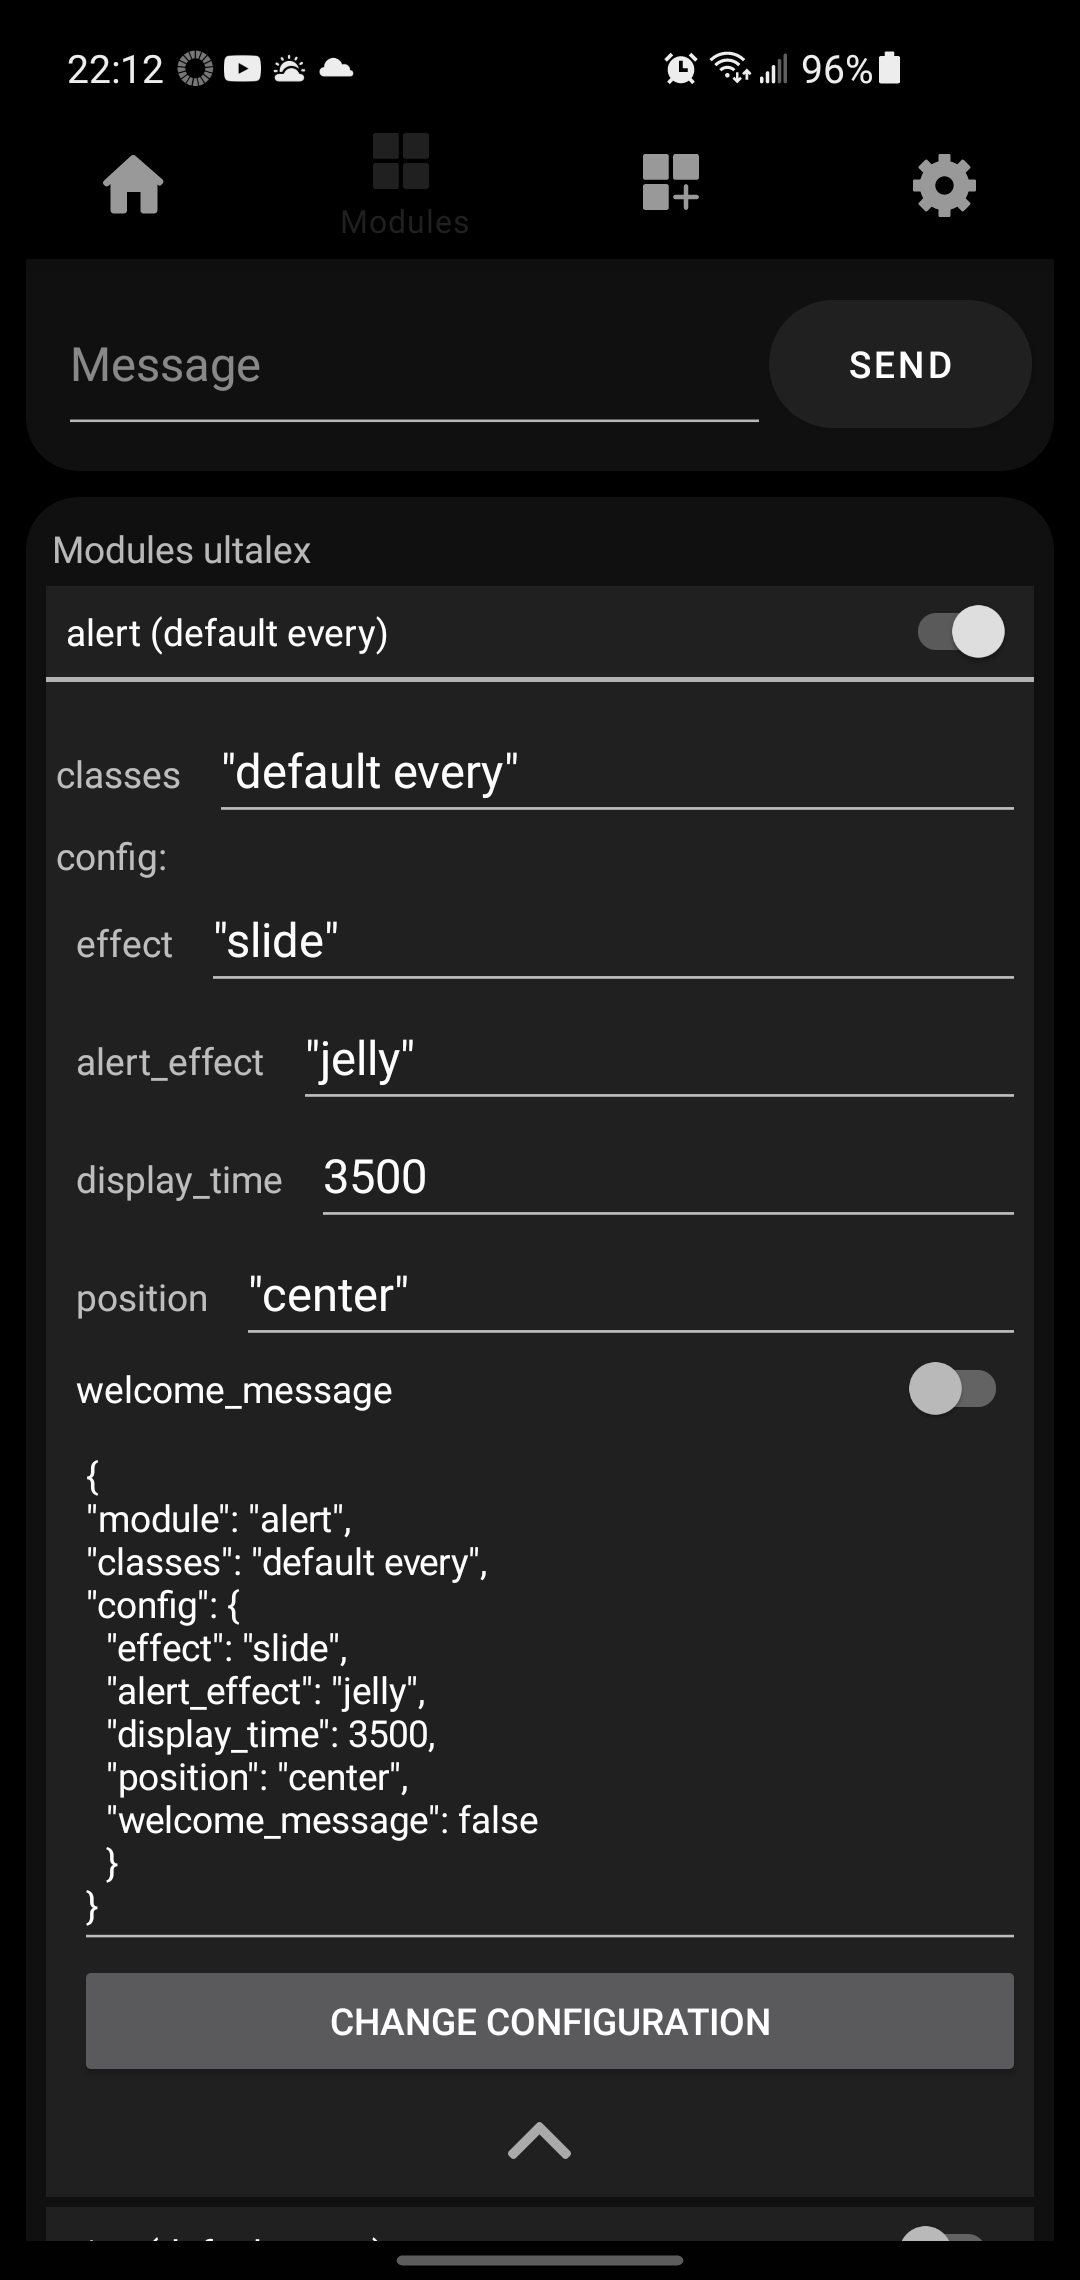 22:12 96%
Modules
Message SEND
Modules ultalex
alert (default every)
classes "default every"
config:
effect "slide"
alert_effect "jelly"
display_time 3500
position "center"
welcome_message
{
"module": "alert",
"classes": "default every",
"config": {
"effect": "slide",
"alert_effect": "jelly",
"display_time": 3500,
"position": "center",
"welcome_message": false
}
}
CHANGE CONFIGURATION